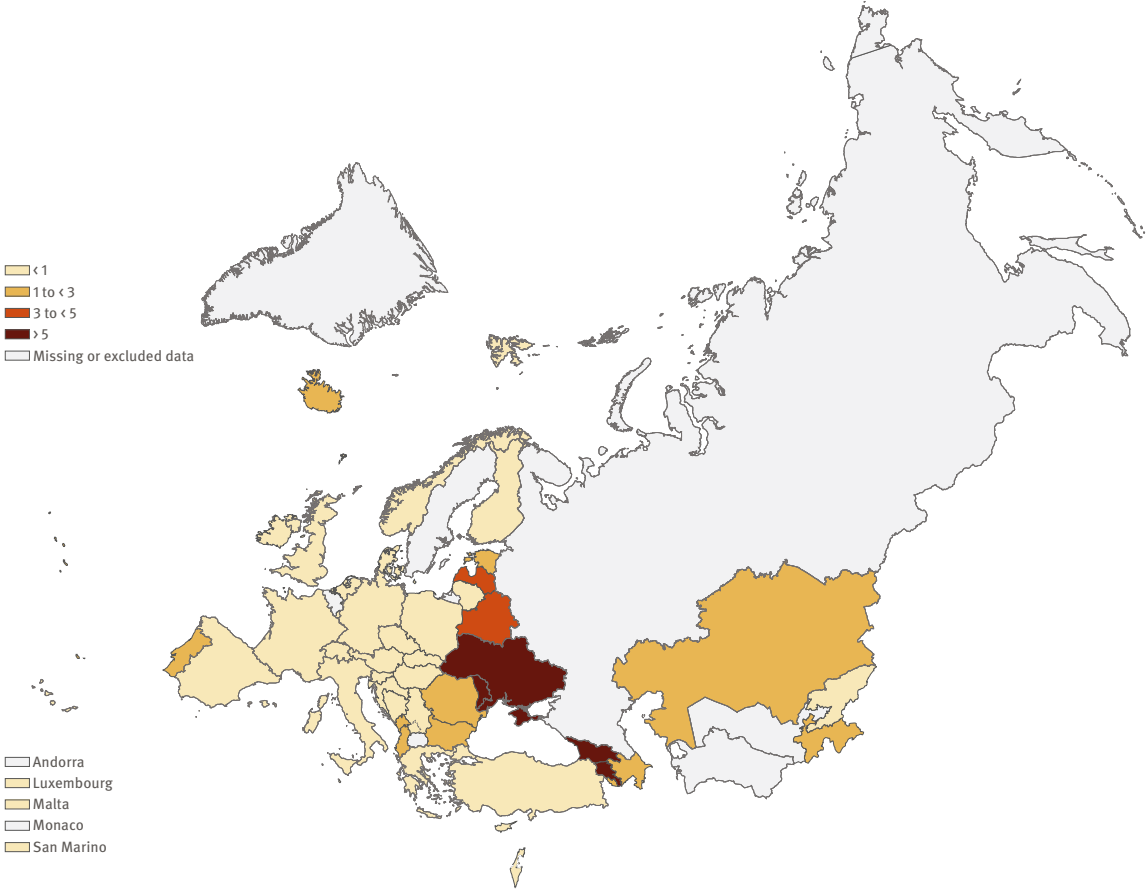 < 1
1 to < 3
3 to < 5
> 5
Missing or excluded data
Andorra
Luxembourg
Malta
Monaco
San Marino